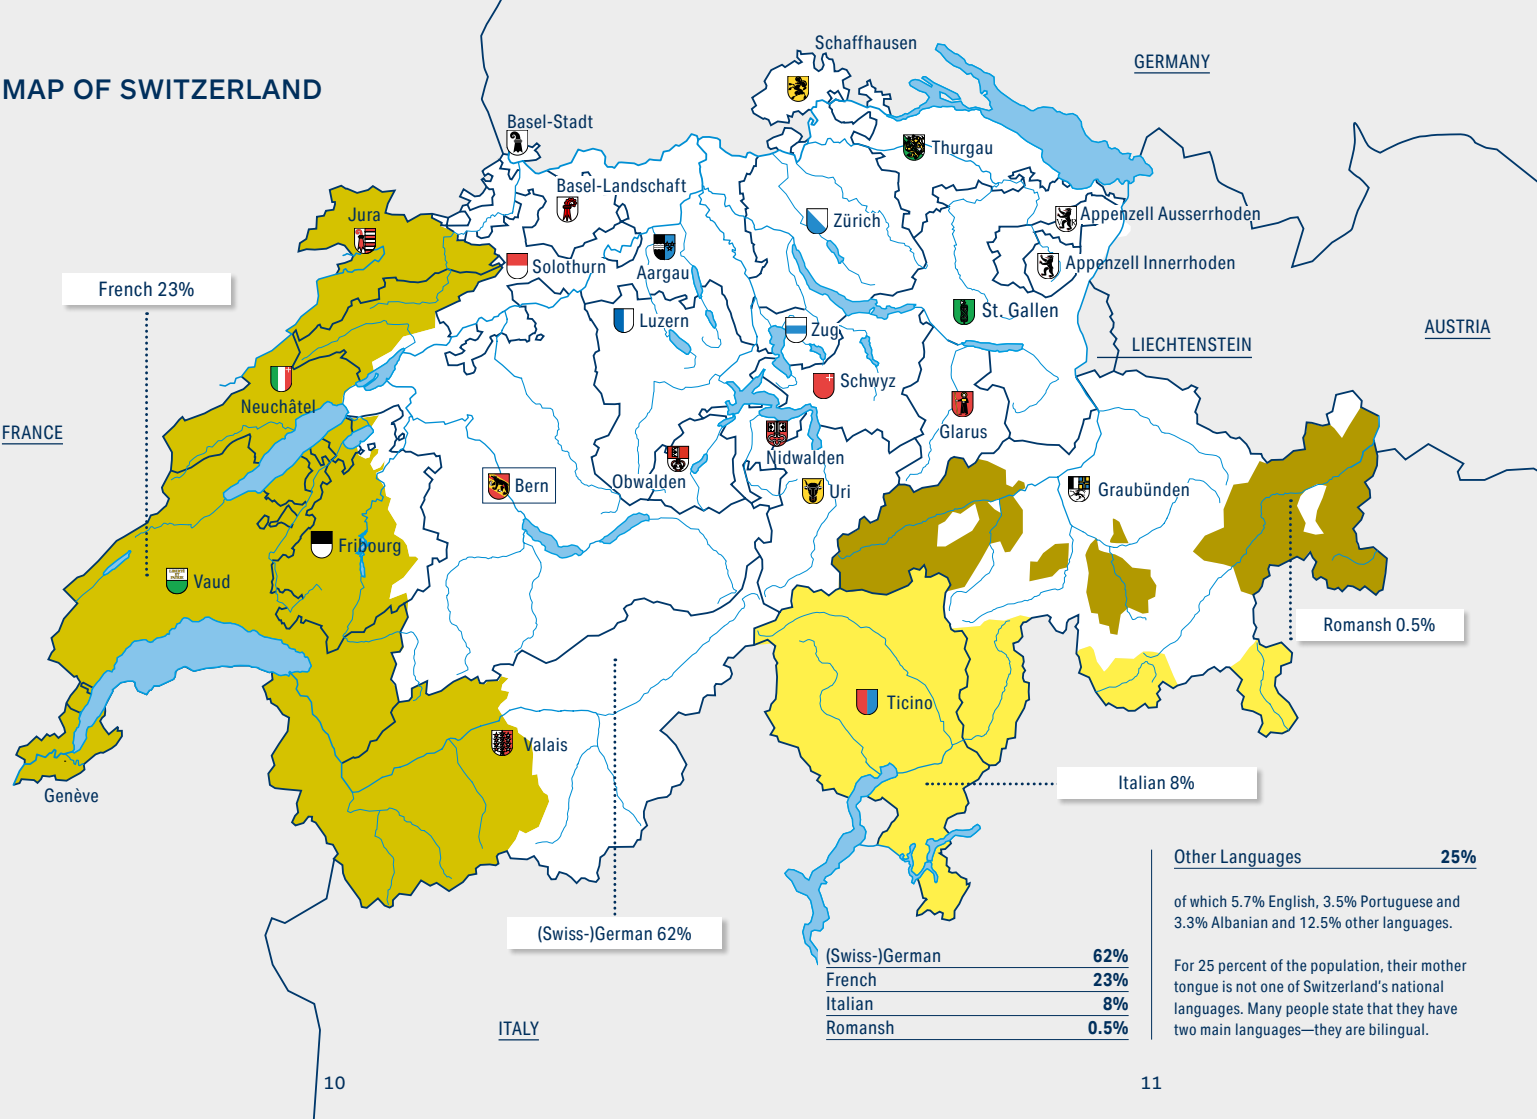 MAP OF SWITZERLAND
Schaffhausen
GERMANY
Basel-Stadt
Thurgau
Basel-Landschaft
Jura
Zürich
Appenzell Ausserrhoden
Solothurn
Aargau
Appenzell Innerrhoden
French 23%
Luzern
Zug
St. Gallen
AUSTRIA
LIECHTENSTEIN
Schwyz
Neuchâtel
FRANCE
Glarus
Nidwalden
Obwalden
Bern
Uri
Graubünden
Fribourg
Vaud
Romansh 0.5%
Ticino
Valais
Genève
Italian 8%
(Swiss-)German 62%
ITALY
(Swiss-)German 62%
French 23%
Italian 8%
Romansh 0.5%
Other Languages 25%
of which 5.7% English, 3.5% Portuguese and
3.3% Albanian and 12.5% other languages.
For 25 percent of the population, their mother
tongue is not one of Switzerland's national
languages. Many people state that they have
two main languages—they are bilingual.
10
11